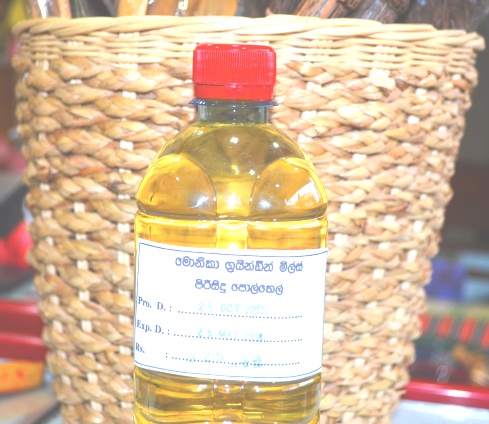 මොනිකා ග්‍රයින්ඩින් මිල්ස්
පිරිසිදු පොල්තෙල්
Pro. D. :
Exp. D. :
Rs. :